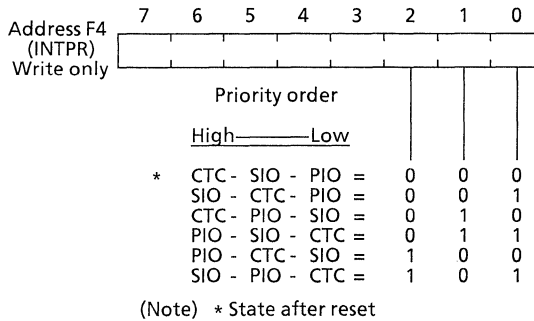 7 6 5 4 3 2 1 0
Address F4
(INTPR)
Write only
Priority order
High Low
* CTC - SIO - PIO = 0 0 0
SIO - CTC - PIO = 0 0 1
CTC - PIO - SIO = 0 1 0
PIO - SIO - CTC = 0 1 1
PIO - CTC - SIO = 1 0 0
SIO - PIO - CTC = 1 0 1
(Note) * State after reset